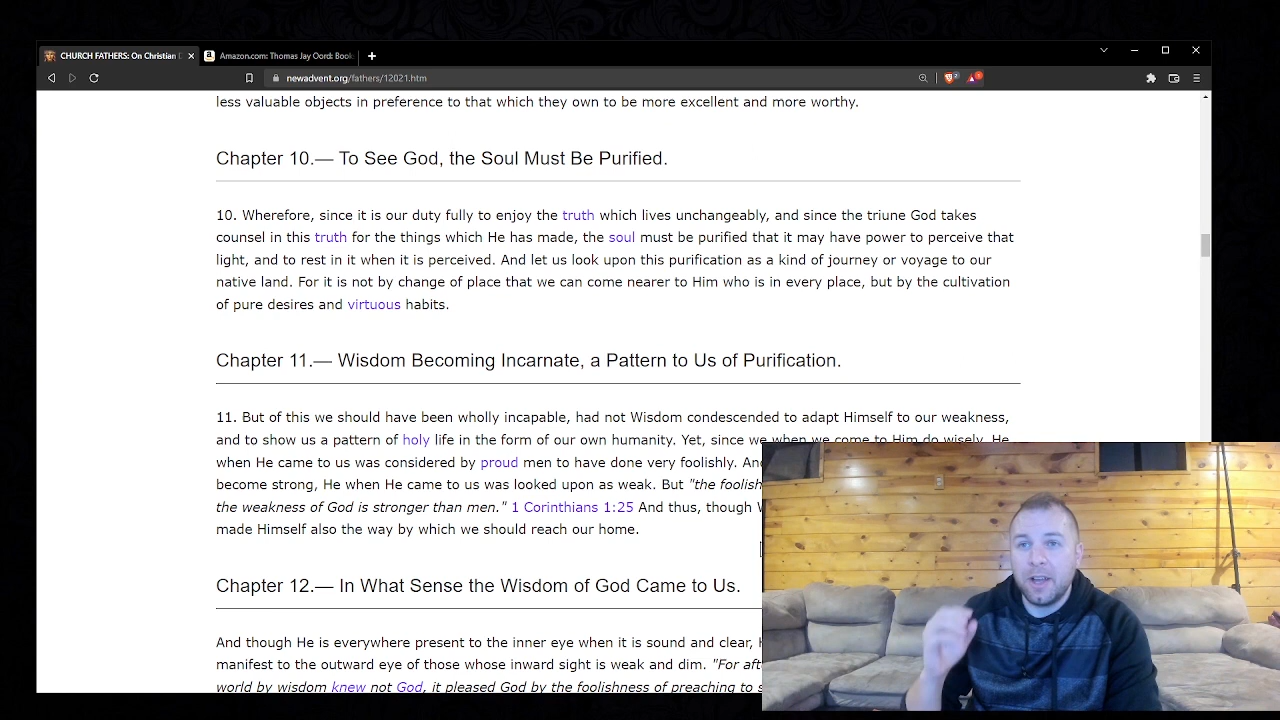 CHURCH FATHERS: On Christian
Amazon.com: Thomas Jay Oord: Book
newadvent.org/fathers/12021.htm
less valuable objects in preference to that which they own to be more excellent and more worthy.
Chapter 10.— To See God, the Soul Must Be Purified.
10. Wherefore, since it is our duty fully to enjoy the truth which lives unchangeably, and since the triune God takes
counsel in this truth for the things which He has made, the soul must be purified that it may have power to perceive that
light, and to rest in it when it is perceived. And let us look upon this purification as a kind of journey or voyage to our
native land. For it is not by change of place that we can come nearer to Him who is in every place, but by the cultivation
of pure desires and virtuous habits.
Chapter 11.— Wisdom Becoming Incarnate, a Pattern to Us of Purification.
11. But of this we should have been wholly incapable, had not Wisdom condescended to adapt Himself to our weakness,
and to show us a pattern of holy life in the form of our own humanity. Yet, since we when we come to Him do wisely, He
when He came to us was considered by proud men to have done very foolishly. And
become strong, He when He came to us was looked upon as weak. But "the foolish
the weakness of God is stronger than men." 1 Corinthians 1:25 And thus, though W
made Himself also the way by which we should reach our home.
Chapter 12.— In What Sense the Wisdom of God Came to Us.
And though He is everywhere present to the inner eye when it is sound and clear, H
manifest to the outward eye of those whose inward sight is weak and dim. "For aft
world by wisdom knew not God, it pleased God by the foolishness of preaching to s